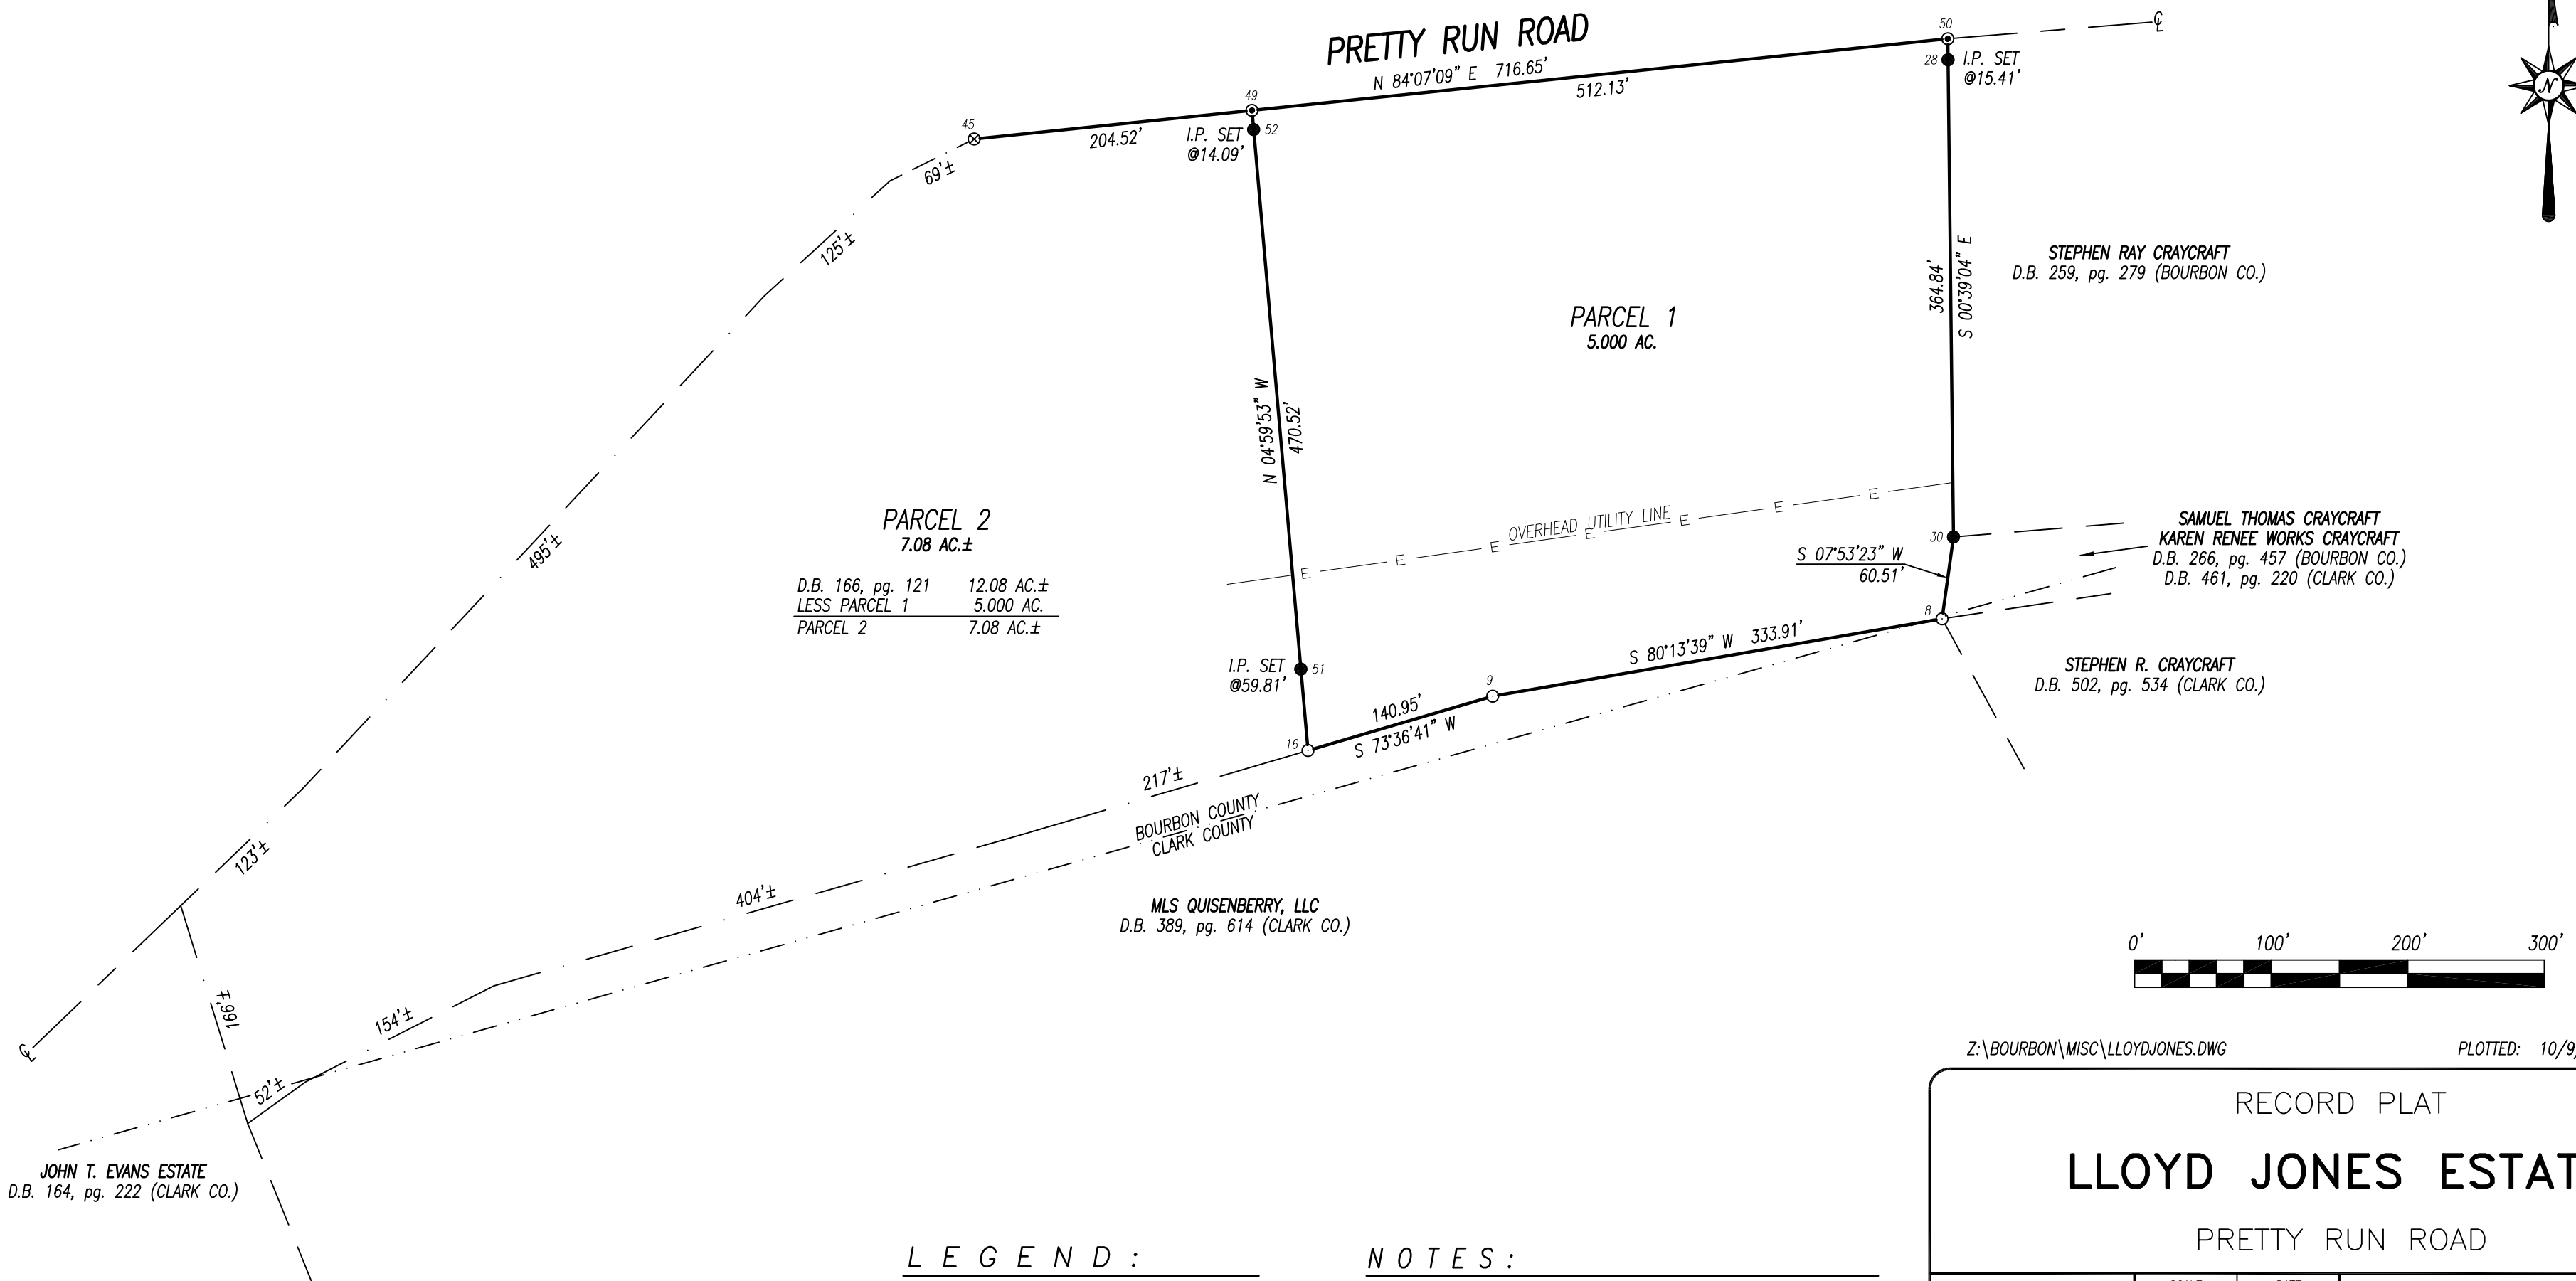 PRETTY RUN ROAD
N 84°07'09" E 716.65'
512.13'
50
℄
28
I.P. SET
@15.41'
49
45
204.52'
I.P. SET
@14.09'
52
69'±
125'±
N
STEPHEN RAY CRAYCRAFT
D.B. 259, pg. 279 (BOURBON CO.)
364.84'
S 00°39'04" E
PARCEL 1
5.000 AC.
N 04°59'53" W
470.52'
PARCEL 2
7.08 AC.±
D.B. 166, pg. 121 12.08 AC.±
LESS PARCEL 1 5.000 AC.
PARCEL 2 7.08 AC.±
495'±
E E E E E E E
OVERHEAD UTILITY LINE
30
S 07°53'23" W
60.51'
SAMUEL THOMAS CRAYCRAFT
KAREN RENEE WORKS CRAYCRAFT
D.B. 266, pg. 457 (BOURBON CO.)
D.B. 461, pg. 220 (CLARK CO.)
8
S 80°13'39" W 333.91'
I.P. SET
@59.81'
51
9
140.95'
S 73°36'41" W
16
STEPHEN R. CRAYCRAFT
D.B. 502, pg. 534 (CLARK CO.)
217'±
BOURBON COUNTY
CLARK COUNTY
123'±
404'±
MLS QUISENBERRY, LLC
D.B. 389, pg. 614 (CLARK CO.)
0' 100' 200' 300'
166'±
154'±
℄
52'±
JOHN T. EVANS ESTATE
D.B. 164, pg. 222 (CLARK CO.)
Z:\BOURBON\MISC\LLOYDJONES.DWG
PLOTTED: 10/9/
RECORD PLAT
LLOYD JONES ESTAT
PRETTY RUN ROAD
LEGEND:
NOTES: